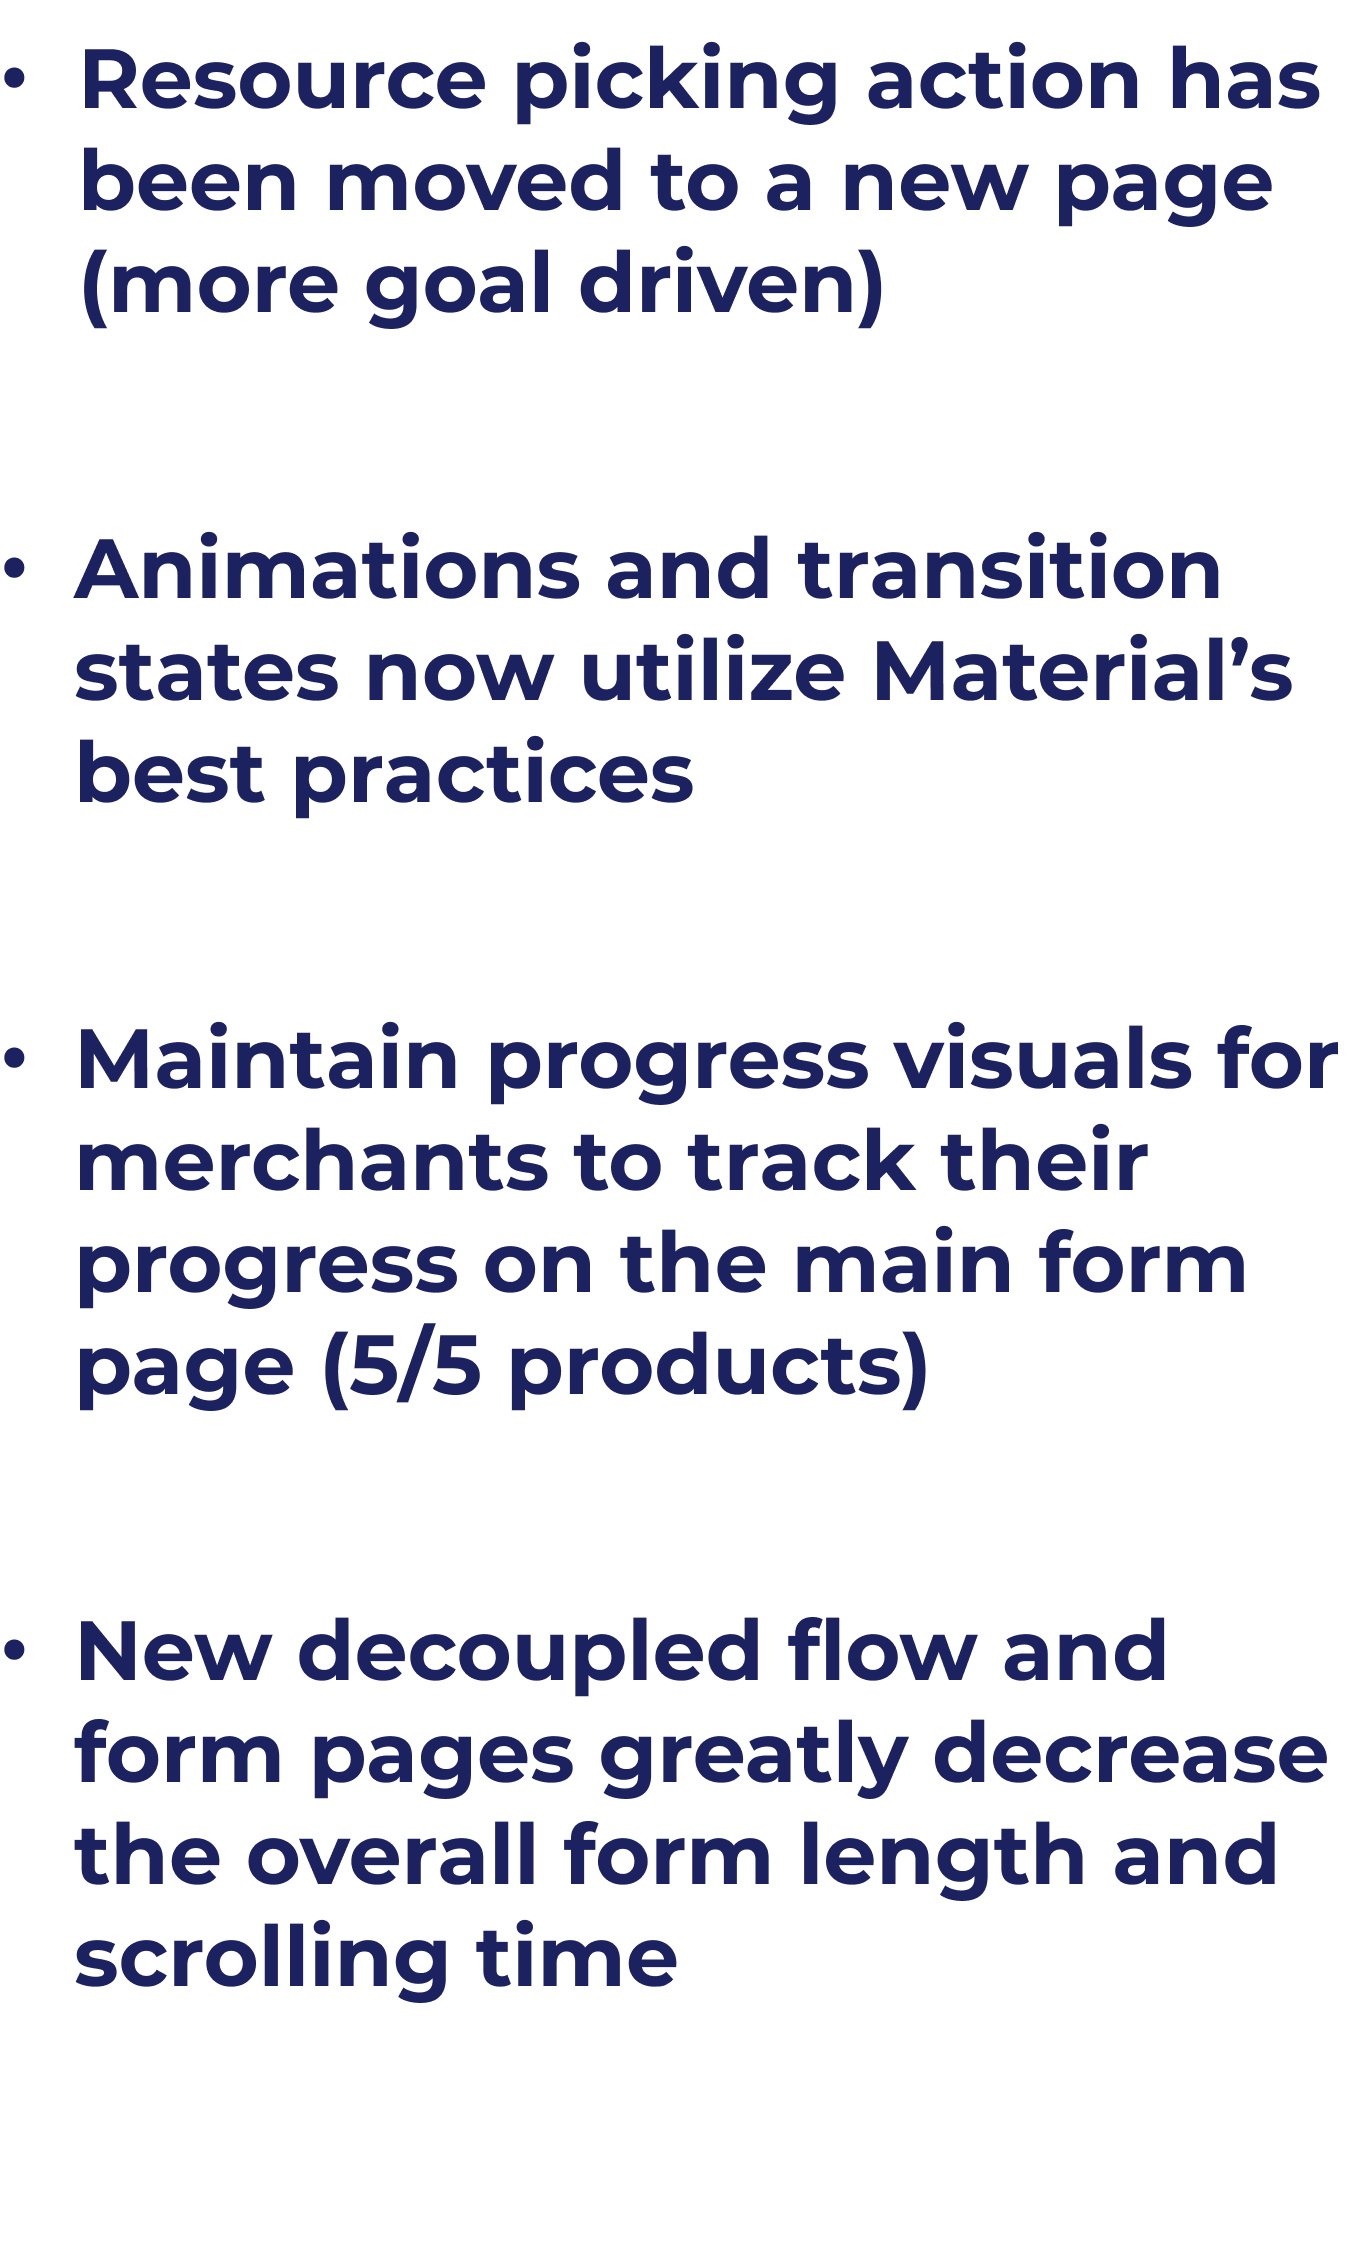 • Resource picking action has
been moved to a new page
(more goal driven)
• Animations and transition
states now utilize Material’s
best practices
• Maintain progress visuals for
merchants to track their
progress on the main form
page (5/5 products)
• New decoupled flow and
form pages greatly decrease
the overall form length and
scrolling time